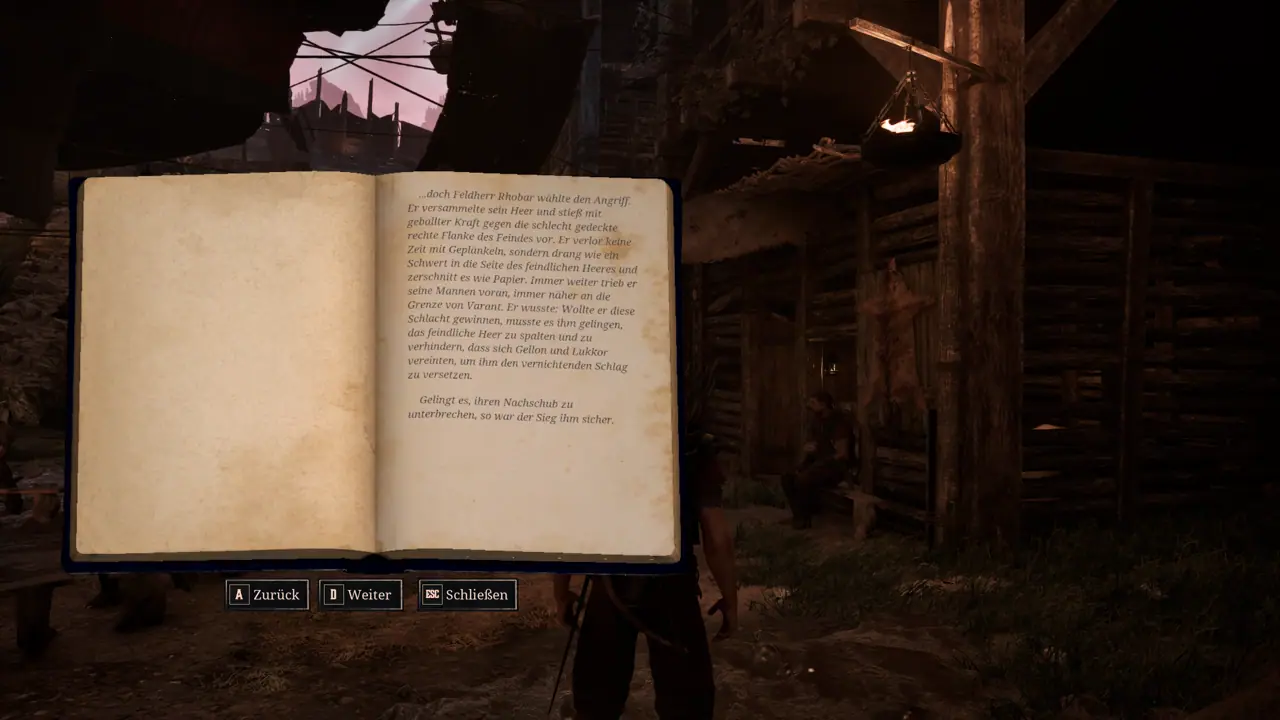 ...doch Feldherr Rhobar wählte den Angriff.
Er versammelte sein Heer und stieß mit
geballter Kraft gegen die schlecht gedeckte
rechte Flanke des Feindes vor. Er verlor keine
Zeit mit Geplänkeln, sondern drang wie ein
Schwert in die Seite des feindlichen Heeres und
zerschnitt es wie Papier. Immer weiter trieb er
seine Mannen voran, immer näher an die
Grenze von Varant. Er wusste: Wollte er diese
Schlacht gewinnen, musste es ihm gelingen,
das feindliche Heer zu spalten und zu
verhindern, dass sich Gellon und Lukkor
vereinten, um ihm den vernichtenden Schlag
zu versetzen.
Gelingt es, ihren Nachschub zu
unterbrechen, so war der Sieg ihm sicher.
A Zurück D Weiter ESC Schließen